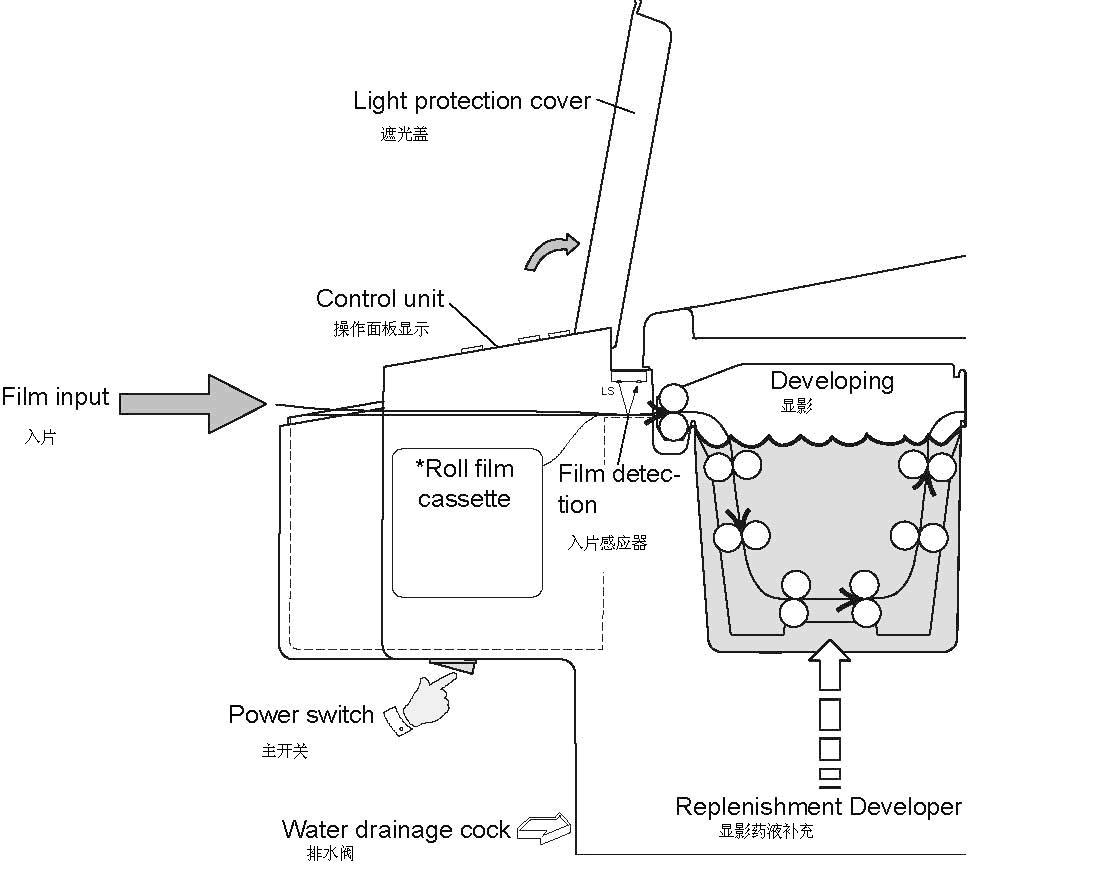 Light protection cover
遮光盖
Control unit
操作面板显示
Film input
入片
LS
Developing
显影
*Roll film
cassette
Film detec-
tion
入片感应器
Power switch
主开关
Replenishment Developer
显影药液补充
Water drainage cock
排水阀